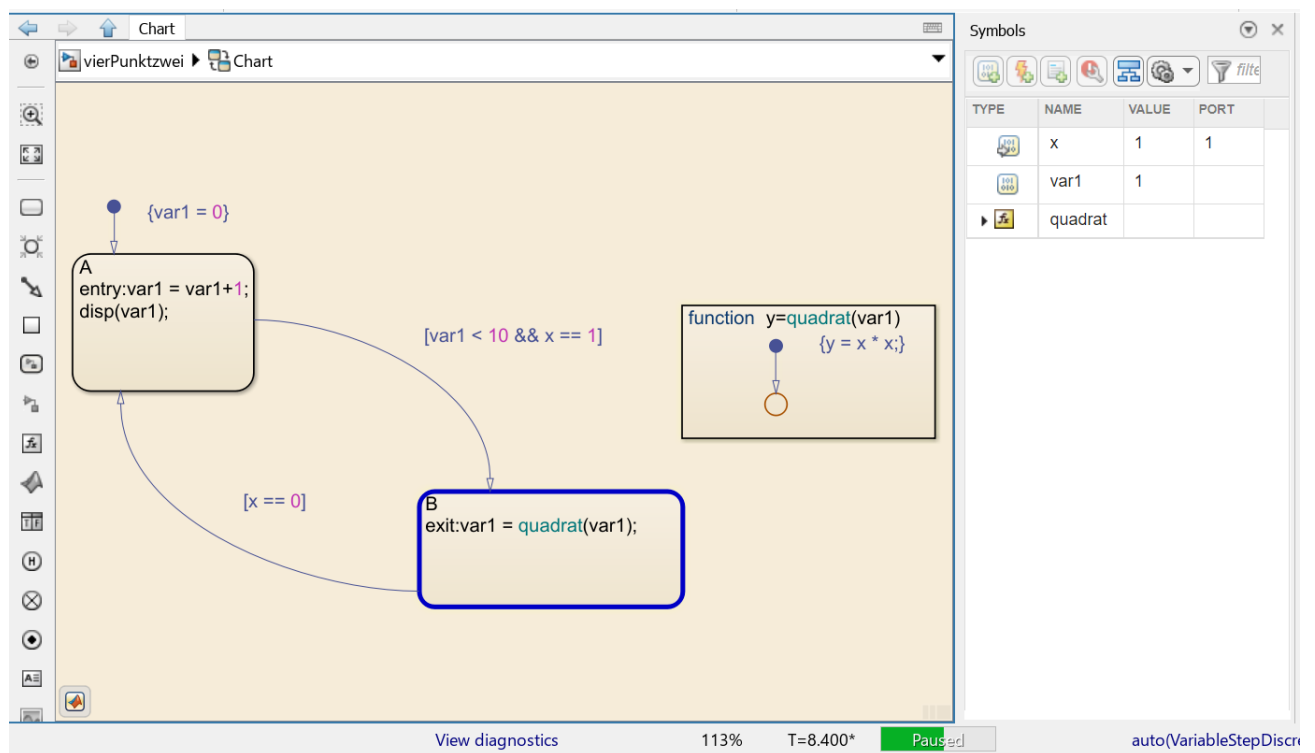 Chart
Symbols
vierPunktzwei
Chart
TYPE NAME VALUE PORT
x 1 1
var1 1
quadrat
{var1 = 0}
A
entry:var1 = var1+1;
disp(var1);
[var1 < 10 && x == 1]
function y=quadrat(var1)
{y = x * x;}
[x == 0]
B
exit:var1 = quadrat(var1);
View diagnostics 113% T=8.400* Paused auto(VariableStepDiscre